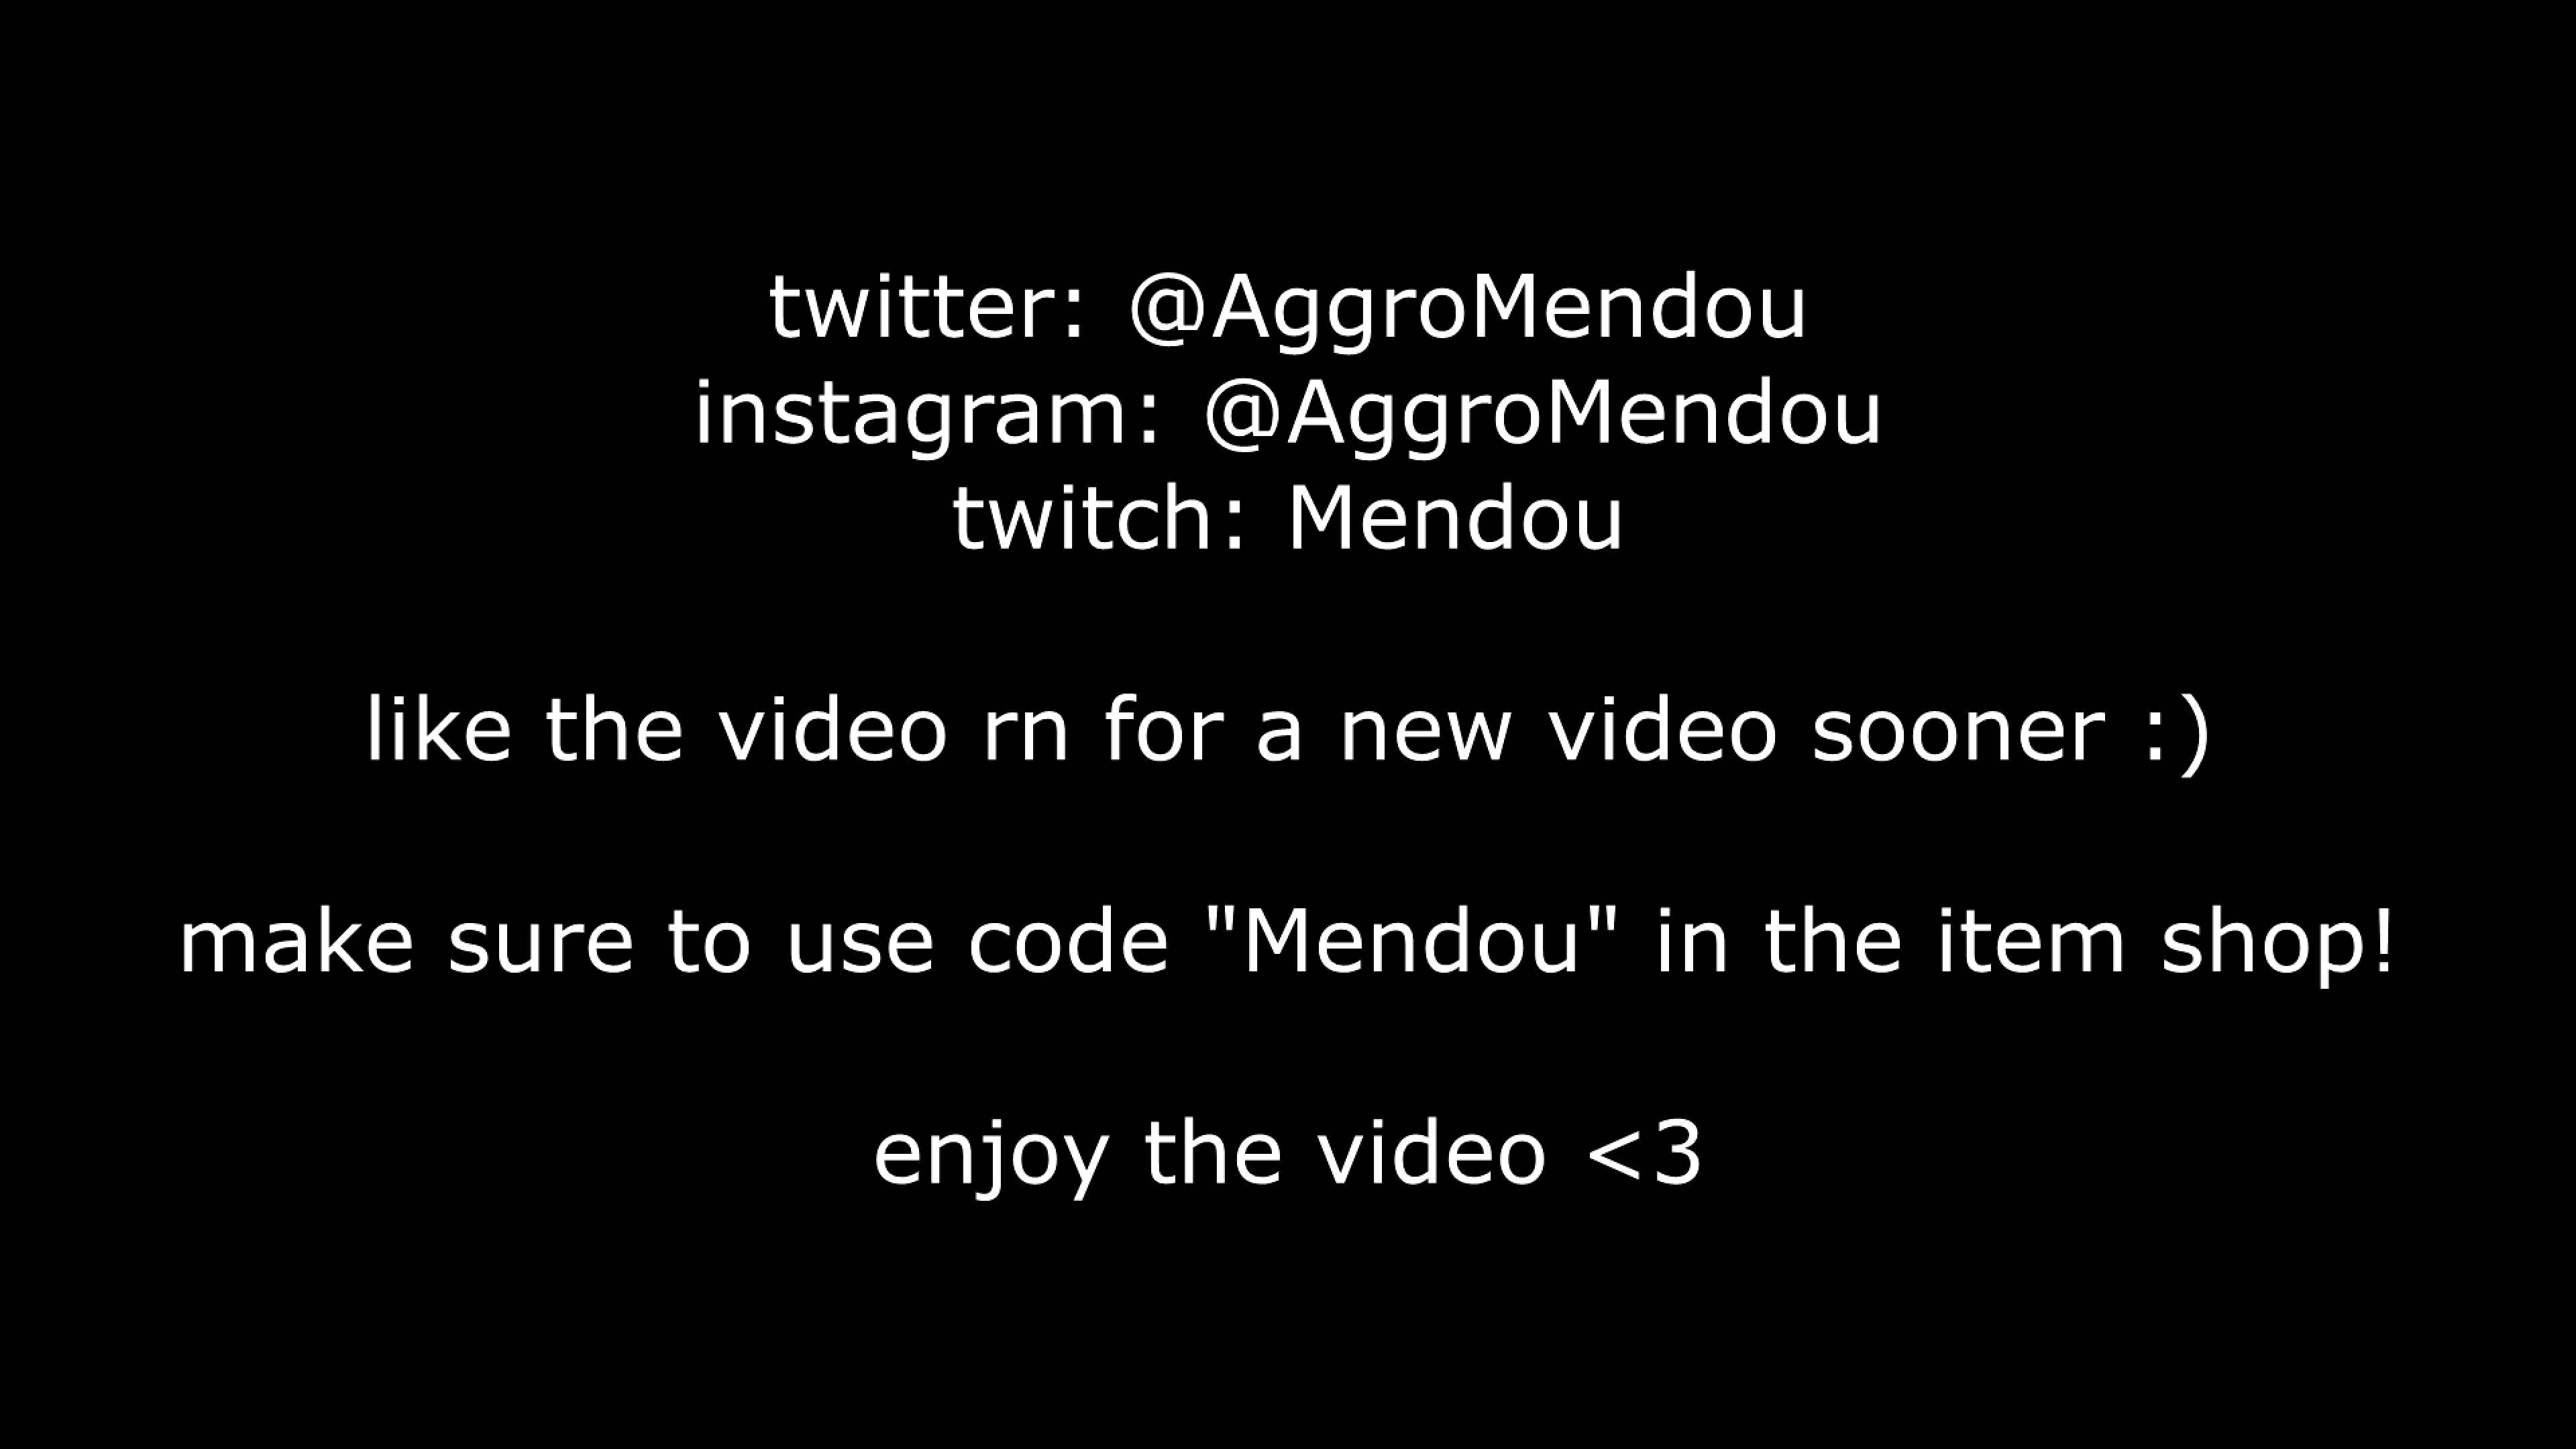 twitter: @AggroMendou
instagram: @AggroMendou
twitch: Mendou
like the video rn for a new video sooner :)
make sure to use code "Mendou" in the item shop!
enjoy the video <3